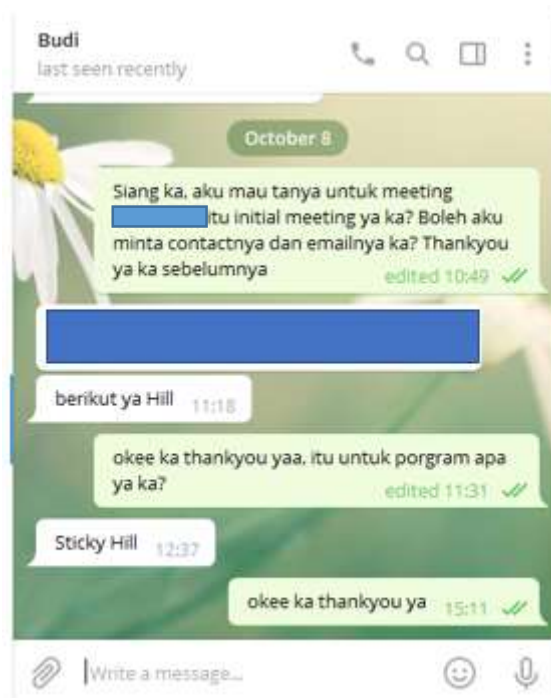 Budi
last seen recently
October 8
Siang ka, aku mau tanya untuk meeting
itu initial meeting ya ka? Boleh aku
minta contactnya dan emailnya ka? Thankyou
ya ka sebelumnya
edited 10:49
berikut ya Hill 11:18
okee ka thankyou yaa, itu untuk porgram apa
ya ka?
edited 11:31
Sticky Hill 12:37
okee ka thankyou ya 15:11
Write a message...